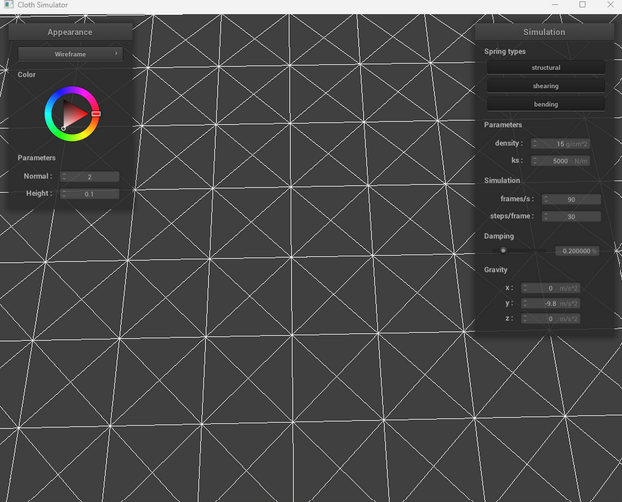 Cloth Simulator
Appearance
Wireframe
Color
Parameters
Normal : 2
Height : 0.1
Simulation
Spring types
structural
shearing
bending
Parameters
density : 15 g/cm^2
ks : 5000 N/m
Simulation
frames/s : 90
steps/frame : 30
Damping
0.200000
Gravity
x : 0 m/s^2
y : -9.8 m/s^2
z : 0 m/s^2